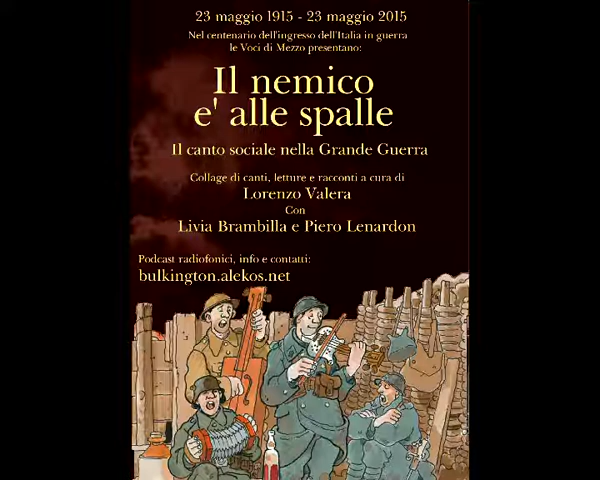 23 maggio 1915 - 23 maggio 2015
Nel centenario dell'ingresso dell'Italia in guerra
le Voci di Mezzo presentano:
Il nemico
e' alle spalle
Il canto sociale nella Grande Guerra
Collage di canti, letture e racconti a cura di
Lorenzo Valera
Con
Livia Brambilla e Piero Lenardon
Podcast radiofonici, info e contatti:
bulkington.alekos.net